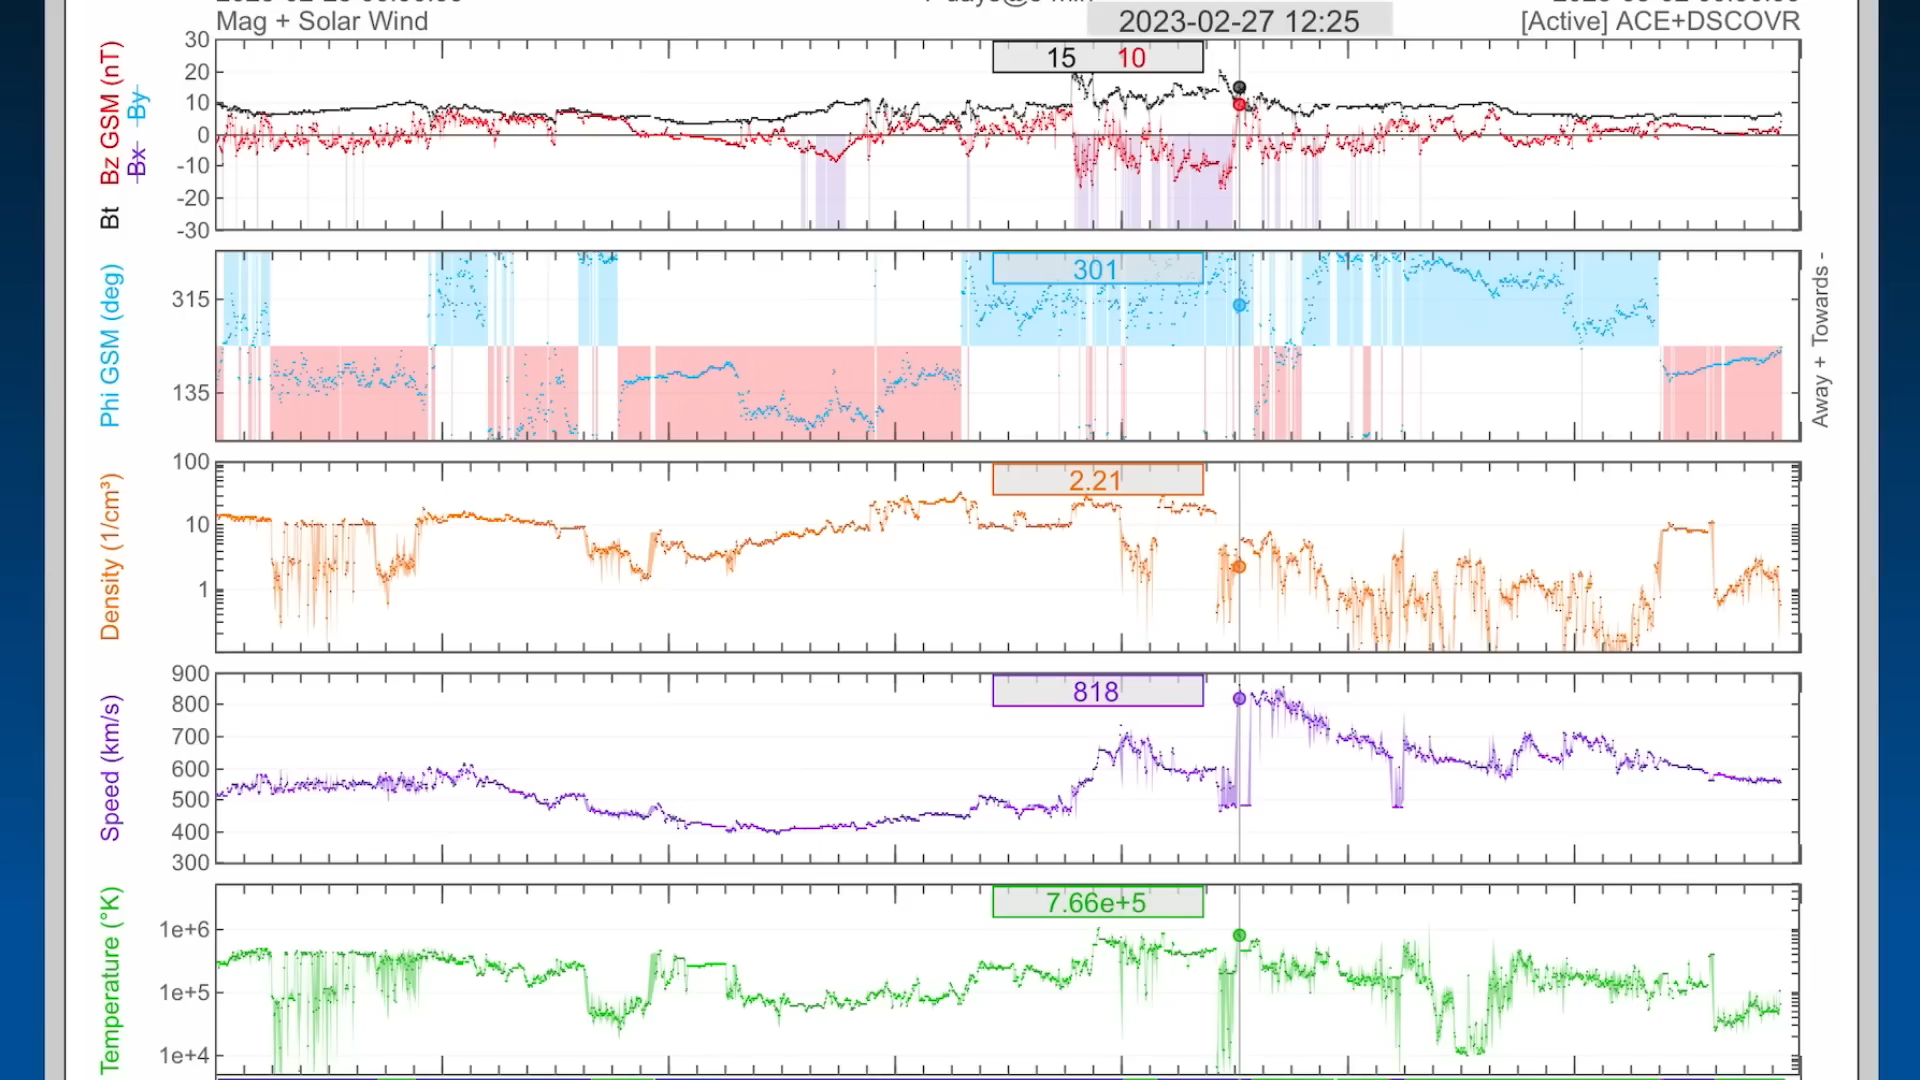 2023-02-27 12:25
Mag + Solar Wind
[Active] ACE+DSCOVR
Bt Bz GSM (nT)
Bx By
30
20
10
0
-10
-20
-30
15 10
Phi GSM (deg)
315
135
301
Away + Towards -
Density (1/cm³)
100
10
1
2.21
Speed (km/s)
900
800
700
600
500
400
300
818
Temperature (°K)
1e+6
1e+5
1e+4
7.66e+5